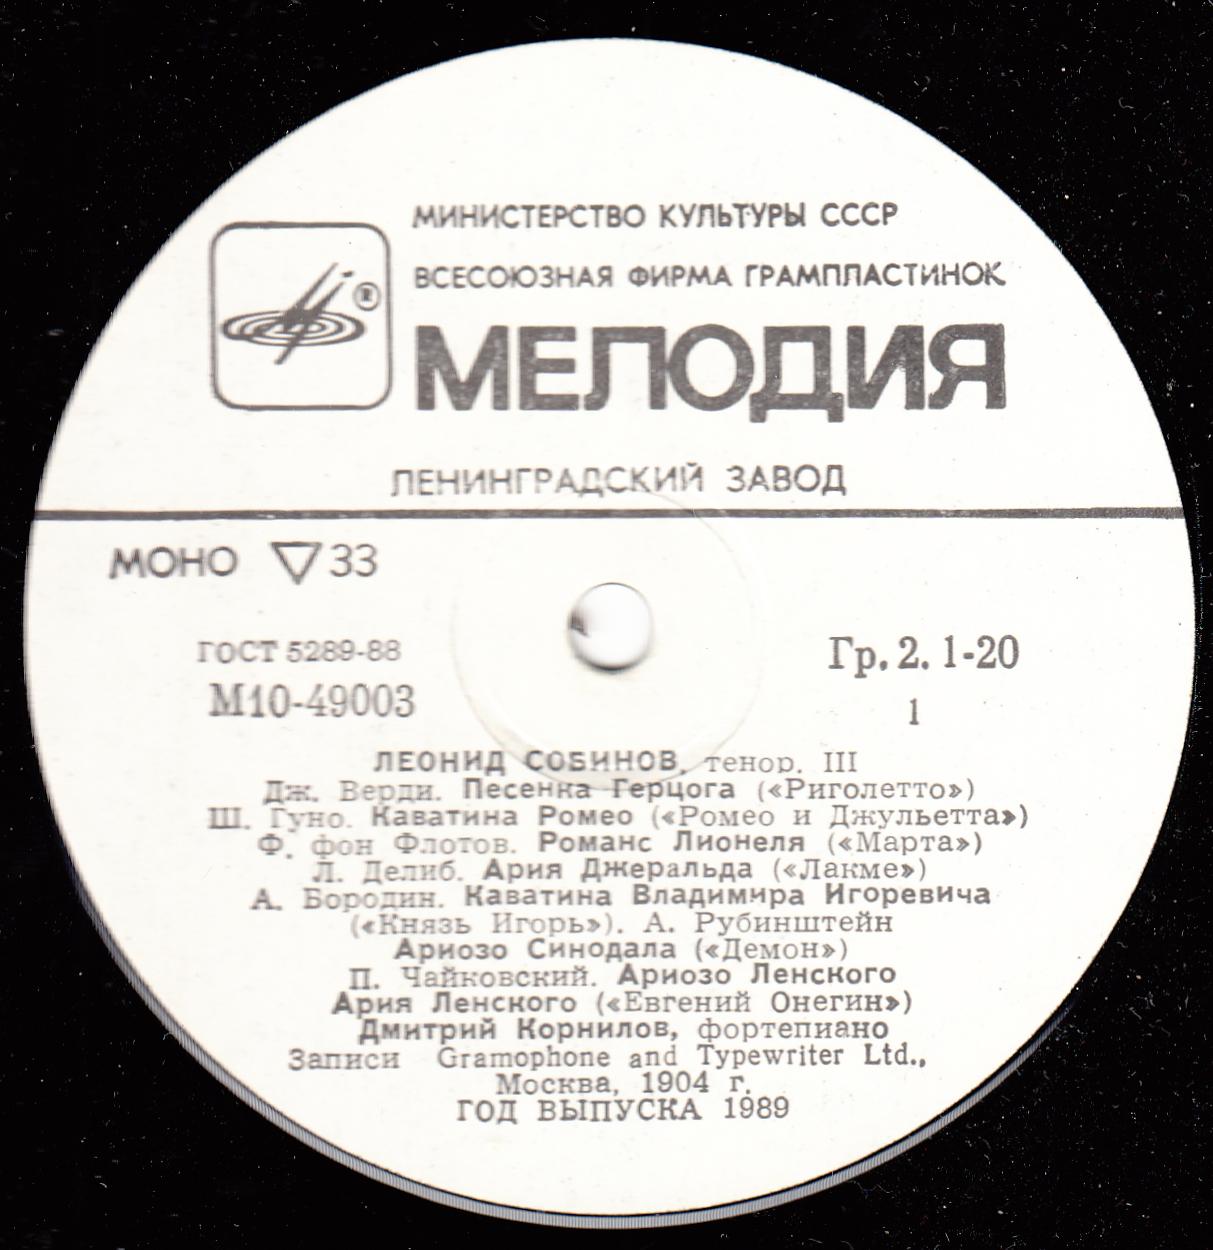 МИНИСТЕРСТВО КУЛЬТУРЫ СССР
ВСЕСОЮЗНАЯ ФИРМА ГРАМПЛАСТИНОК
®
МЕЛОДИЯ
ЛЕНИНГРАДСКИЙ ЗАВОД
МОНО ▽ 33
ГОСТ 5289-88
Гр. 2. 1-20
М10-49003
1
ЛЕОНИД СОБИНОВ, тенор. III
Дж. Верди. Песенка Герцога («Риголетто»)
Ш. Гуно. Каватина Ромео («Ромео и Джульетта»)
Ф. фон Флотов. Романс Лионеля («Марта»)
Л. Делиб. Ария Джеральда («Лакме»)
А. Бородин. Каватина Владимира Игоревича
(«Князь Игорь»). А. Рубинштейн
Ариозо Синодала («Демон»)
П. Чайковский. Ариозо Ленского
Ария Ленского («Евгений Онегин»)
Дмитрий Корнилов, фортепиано
Записи Gramophone and Typewriter Ltd.,
Москва, 1904 г.
ГОД ВЫПУСКА 1989